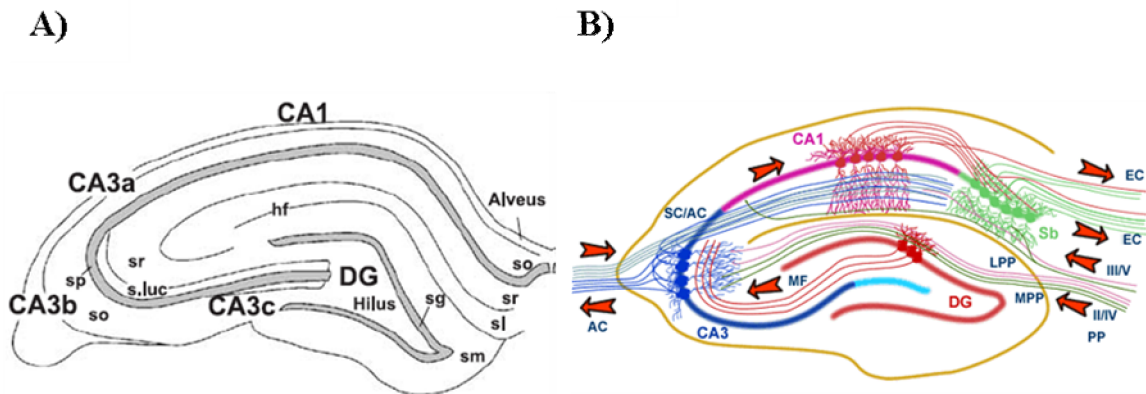 A)
CA1
CA3a
Alveus
hf
sp
sr
s.luc
CA3b
so
CA3c
DG
Hilus
sg
so
sr
sl
sm
B)
CA1
EC
SC/AC
Sb
EC
LPP
III/V
MF
MPP
DG
II/IV
AC
CA3
PP